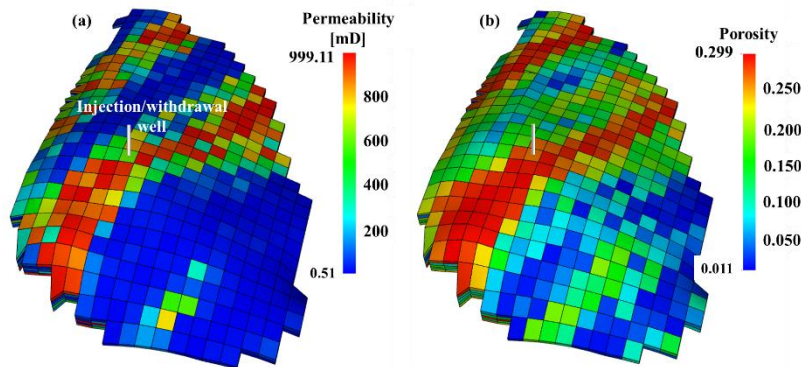 (a)
Permeability
[mD]
999.11
800
600
400
200
0.51
Injection/withdrawal
well
(b)
Porosity
0.299
0.250
0.200
0.150
0.100
0.050
0.011